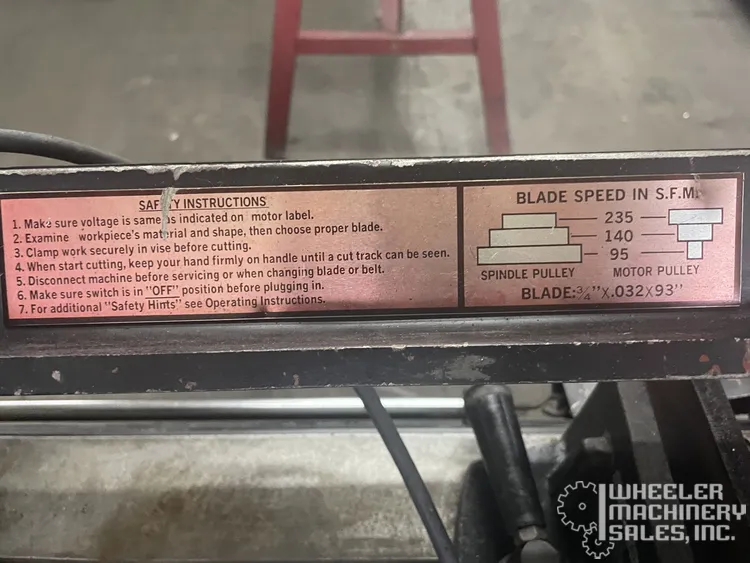 SAFETY INSTRUCTIONS
1. Make sure voltage is same as indicated on motor label.
2. Examine workpiece's material and shape, then choose proper blade.
3. Clamp work securely in vise before cutting.
4. When start cutting, keep your hand firmly on handle until a cut track can be seen.
5. Disconnect machine before servicing or when changing blade or belt.
6. Make sure switch is in "OFF" position before plugging in.
7. For additional "Safety Hints" see Operating Instructions.
BLADE SPEED IN S.F.M.
235
140
95
SPINDLE PULLEY MOTOR PULLEY
BLADE:3/4"X.032X93"
WHEELER
MACHINERY
SALES, INC.